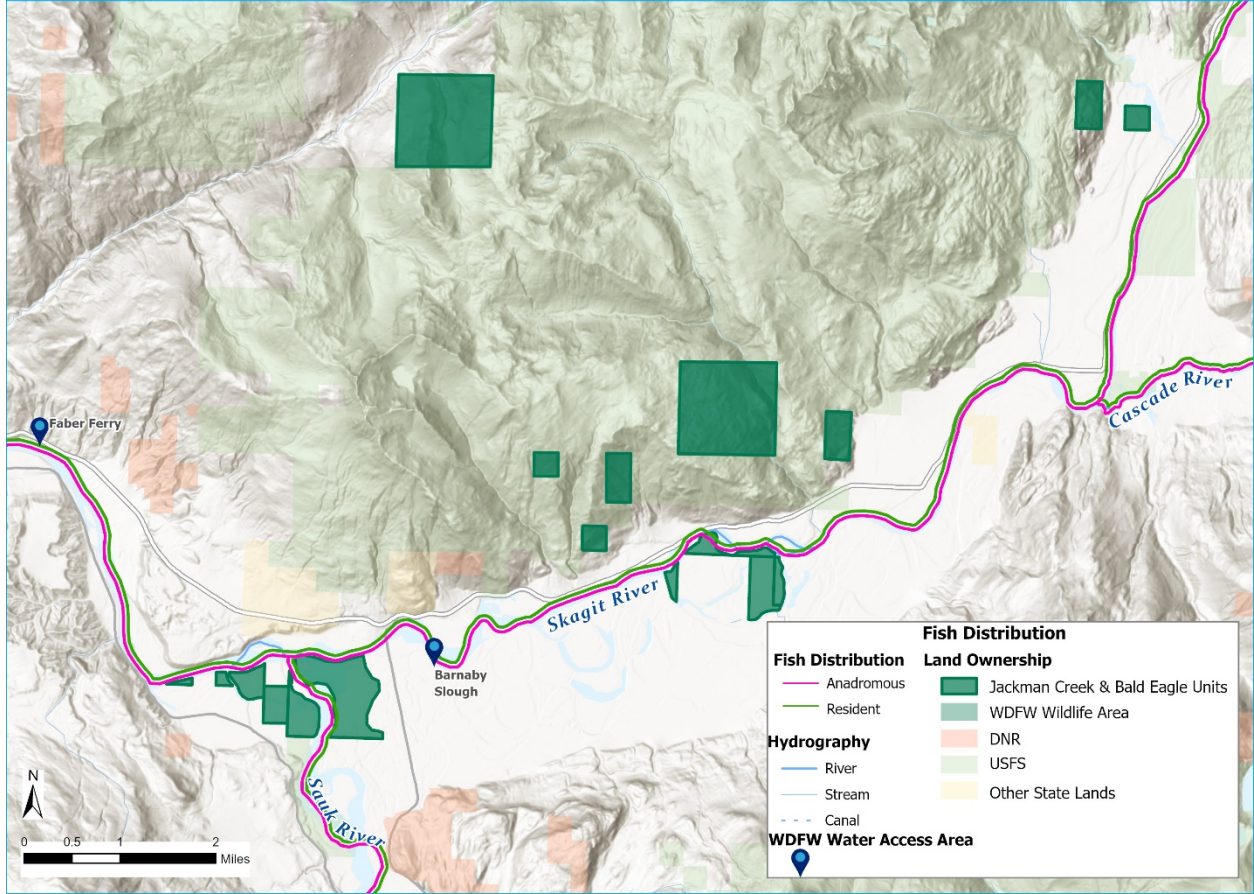 Faber Ferry
Cascade River
Skagit River
Barnaby
Slough
Sauk River
N
0 0.5 1 2
Miles
Fish Distribution
Fish Distribution
Anadromous
Resident
Hydrography
River
Stream
Canal
WDFW Water Access Area
Land Ownership
Jackman Creek & Bald Eagle Units
WDFW Wildlife Area
DNR
USFS
Other State Lands